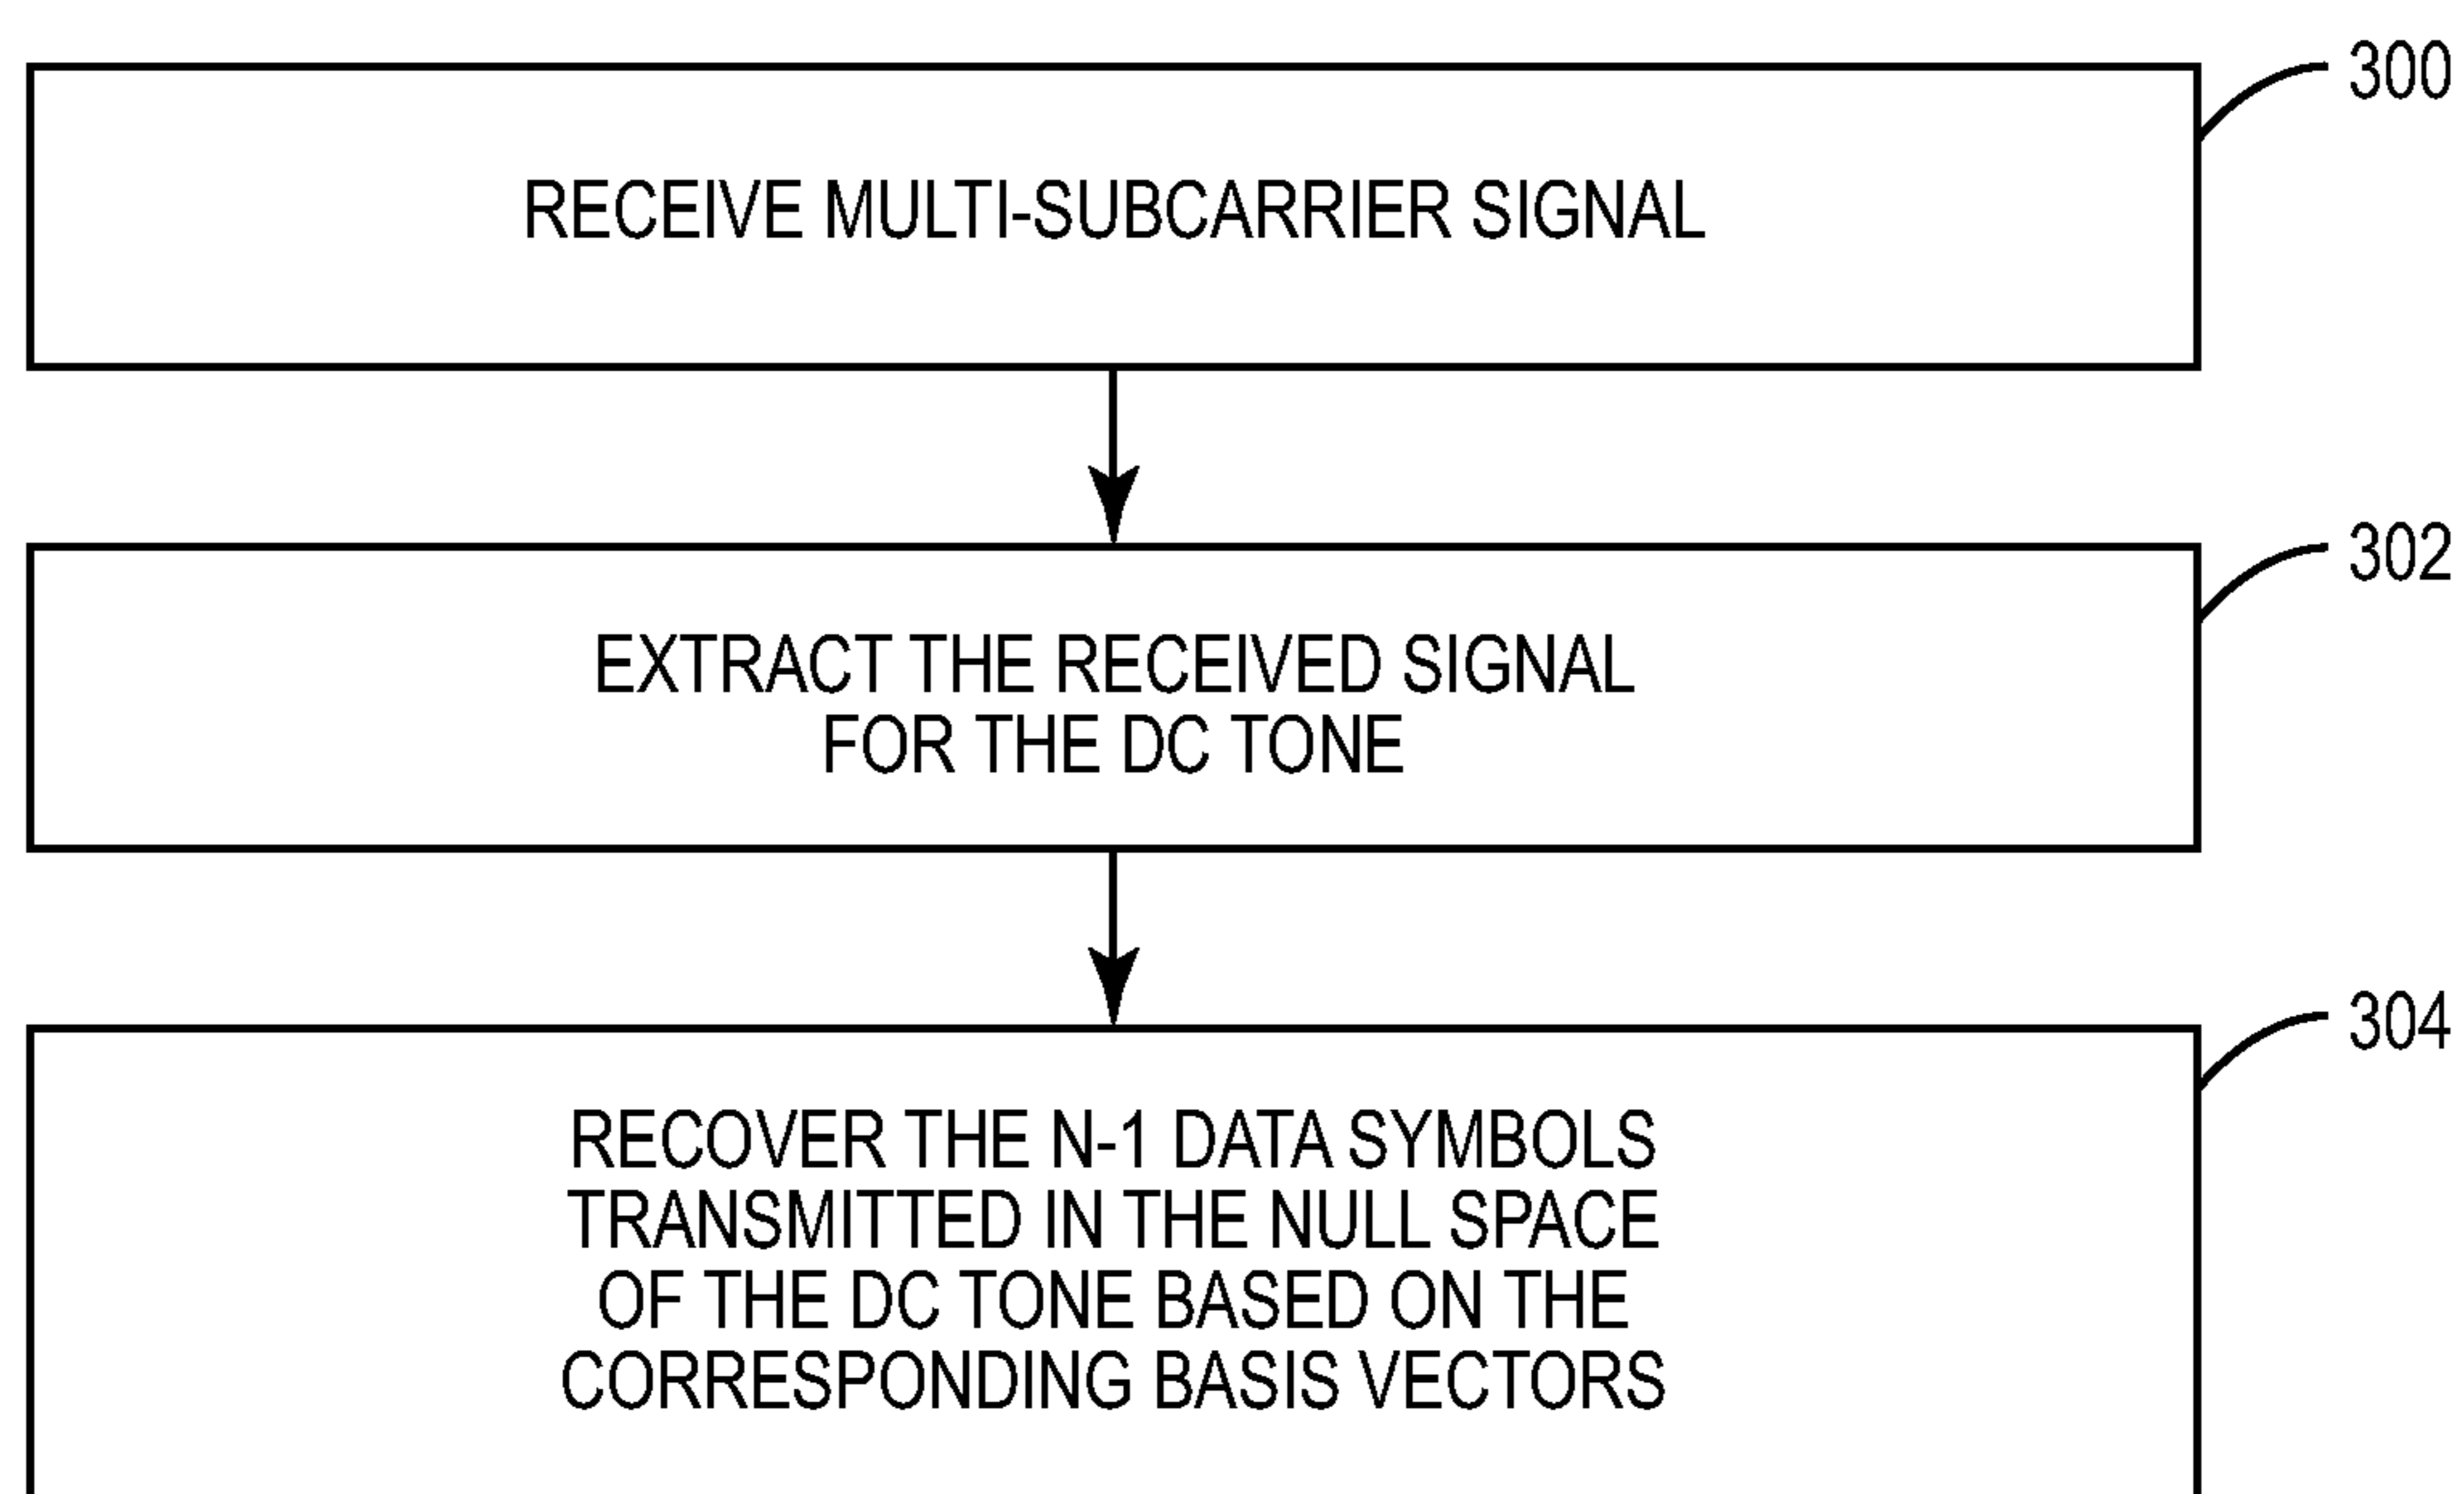 300
RECEIVE MULTI-SUBCARRIER SIGNAL
302
EXTRACT THE RECEIVED SIGNAL
FOR THE DC TONE
304
RECOVER THE N-1 DATA SYMBOLS
TRANSMITTED IN THE NULL SPACE
OF THE DC TONE BASED ON THE
CORRESPONDING BASIS VECTORS